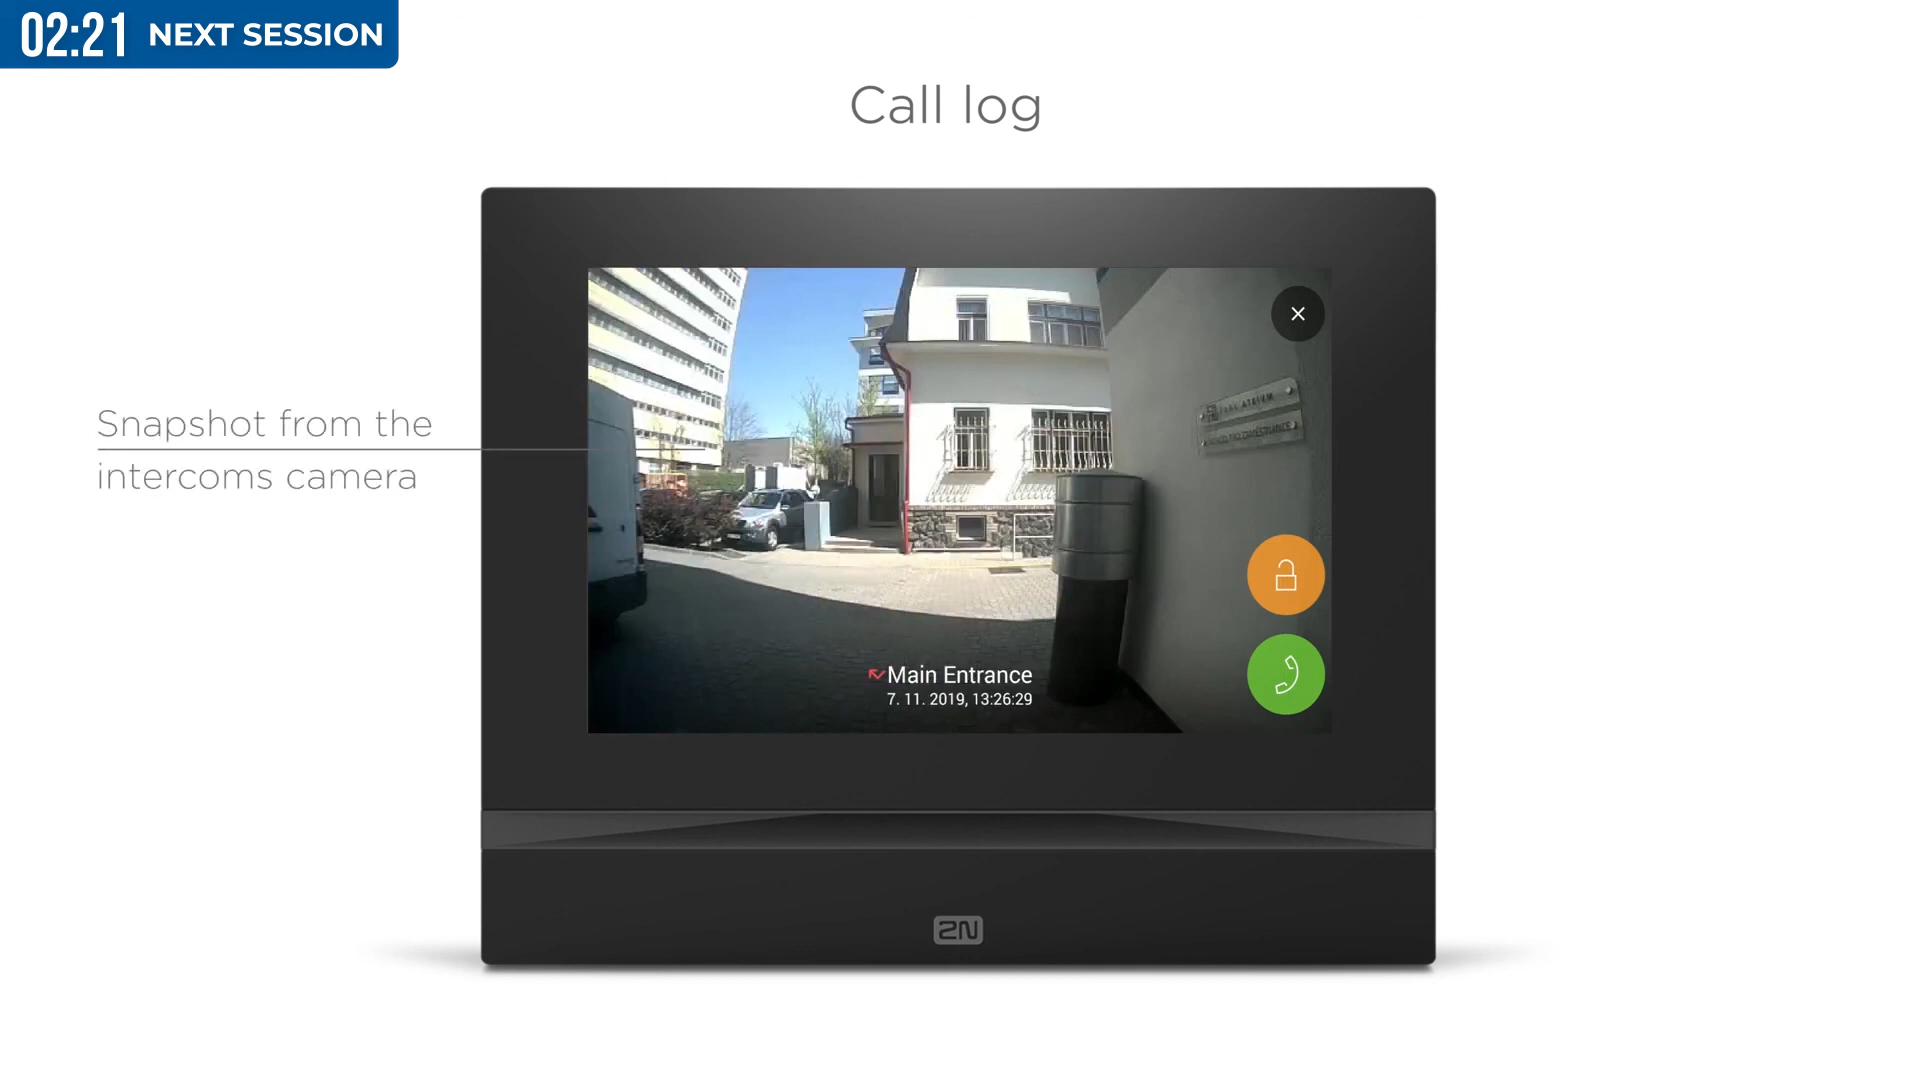 02:21 NEXT SESSION
Call log
Snapshot from the
intercoms camera
ATRIUM
Main Entrance
7. 11. 2019, 13:26:29
2N